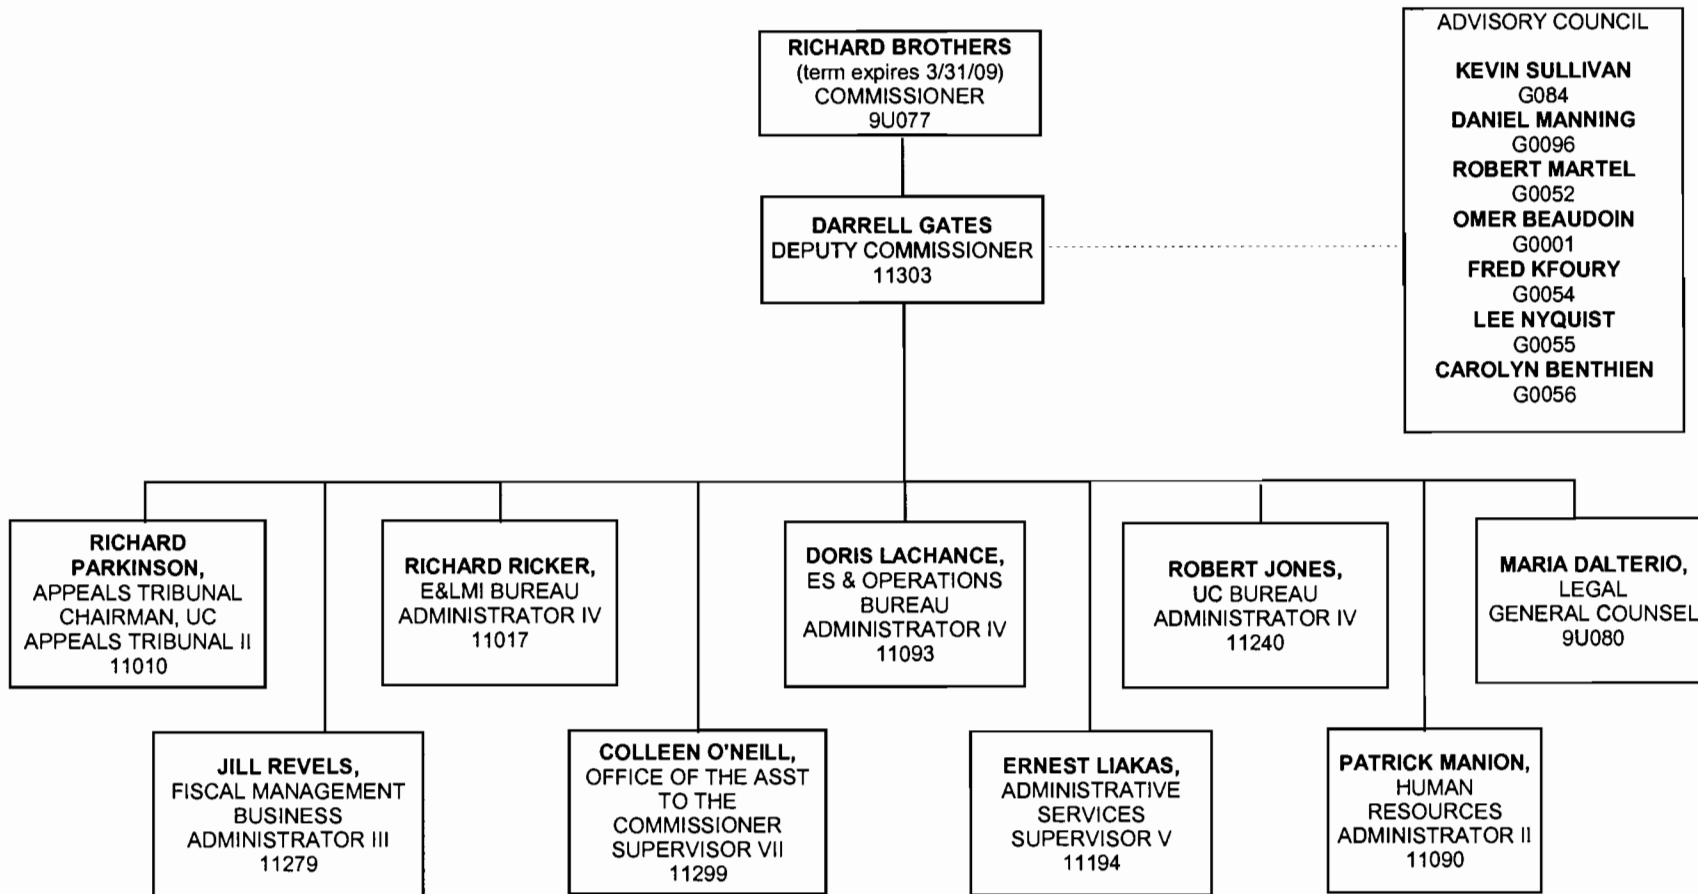 RICHARD BROTHERS
(term expires 3/31/09)
COMMISSIONER
9U077
DARRELL GATES
DEPUTY COMMISSIONER
11303
ADVISORY COUNCIL
KEVIN SULLIVAN
G084
DANIEL MANNING
G0096
ROBERT MARTEL
G0052
OMER BEAUDOIN
G0001
FRED KFOURY
G0054
LEE NYQUIST
G0055
CAROLYN BENTHIEN
G0056
RICHARD
PARKINSON,
APPEALS TRIBUNAL
CHAIRMAN, UC
APPEALS TRIBUNAL II
11010
RICHARD RICKER,
E&LMI BUREAU
ADMINISTRATOR IV
11017
DORIS LACHANCE,
ES & OPERATIONS
BUREAU
ADMINISTRATOR IV
11093
ROBERT JONES,
UC BUREAU
ADMINISTRATOR IV
11240
MARIA DALTERIO,
LEGAL
GENERAL COUNSEL
9U080
JILL REVELS,
FISCAL MANAGEMENT
BUSINESS
ADMINISTRATOR III
11279
COLLEEN O'NEILL,
OFFICE OF THE ASST
TO THE
COMMISSIONER
SUPERVISOR VII
11299
ERNEST LIAKAS,
ADMINISTRATIVE
SERVICES
SUPERVISOR V
11194
PATRICK MANION,
HUMAN
RESOURCES
ADMINISTRATOR II
11090